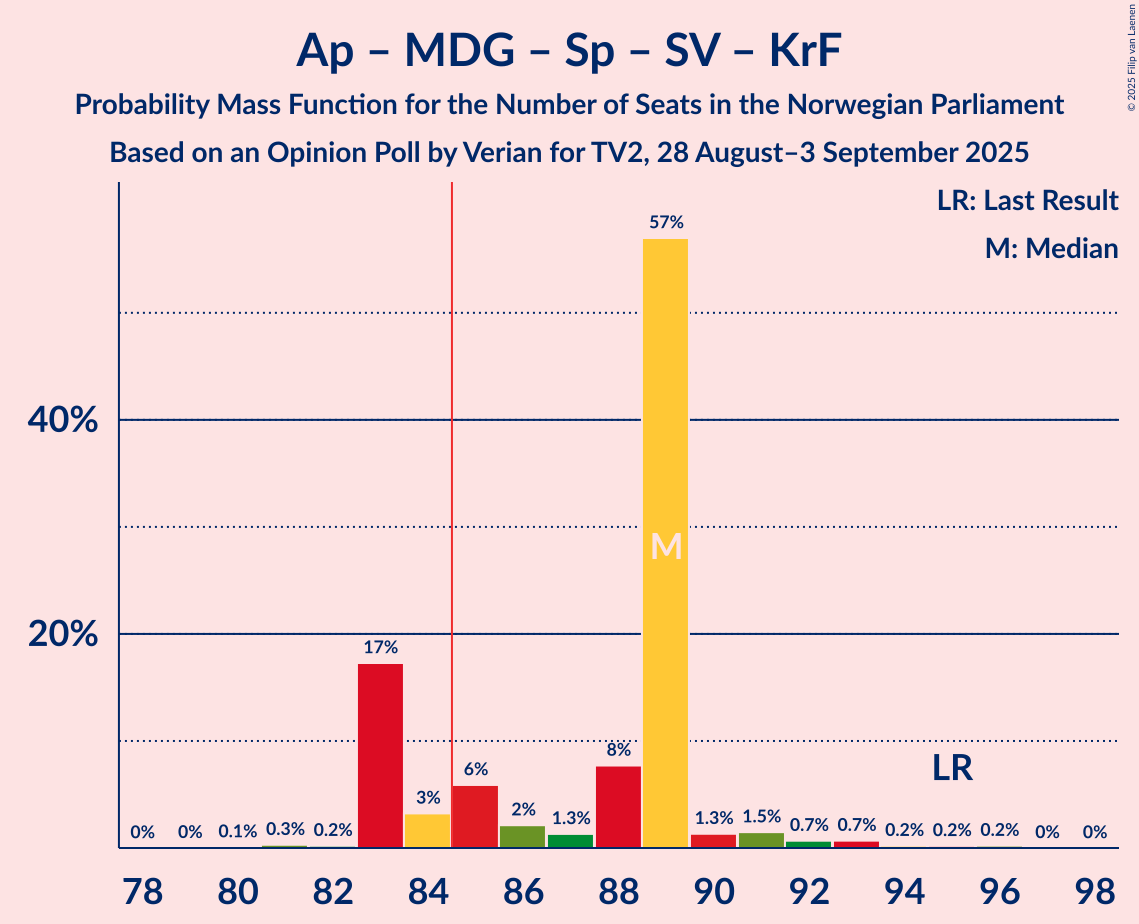 Ap – MDG – Sp – SV – KrF
Probability Mass Function for the Number of Seats in the Norwegian Parliament
Based on an Opinion Poll by Verian for TV2, 28 August–3 September 2025
© 2025 Filip van Laenen
LR: Last Result
M: Median
57%
40%
M
20%
17%
8%
LR
6%
3%
2%
0% 0% 0.1% 0.3% 0.2% 1.3% 1.3% 1.5% 0.7% 0.7% 0.2% 0.2% 0.2% 0% 0%
78 80 82 84 86 88 90 92 94 96 98